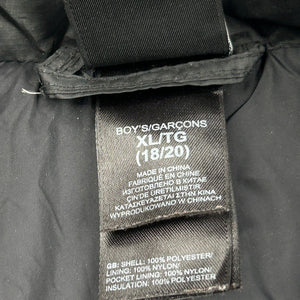 BOY'S/GARÇONS
XL/TG
(18/20)
MADE IN CHINA
FABRIQUÉ EN CHINE
ИЗГОТОВЛЕНО В КИТАЕ
ÇİN'DE ÜRETİLMİŞTİR
ΚΑΤΑΣΚΕΥΑΖΕΤΑΙ ΣΤΗΝ ΚΙΝΑ
WYPRODUKOWANO W CHINACH
GB: SHELL: 100% POLYESTER/
LINING: 100% NYLON/
POCKET LINING: 100% NYLON/
INSULATION: 100% POLYESTER/